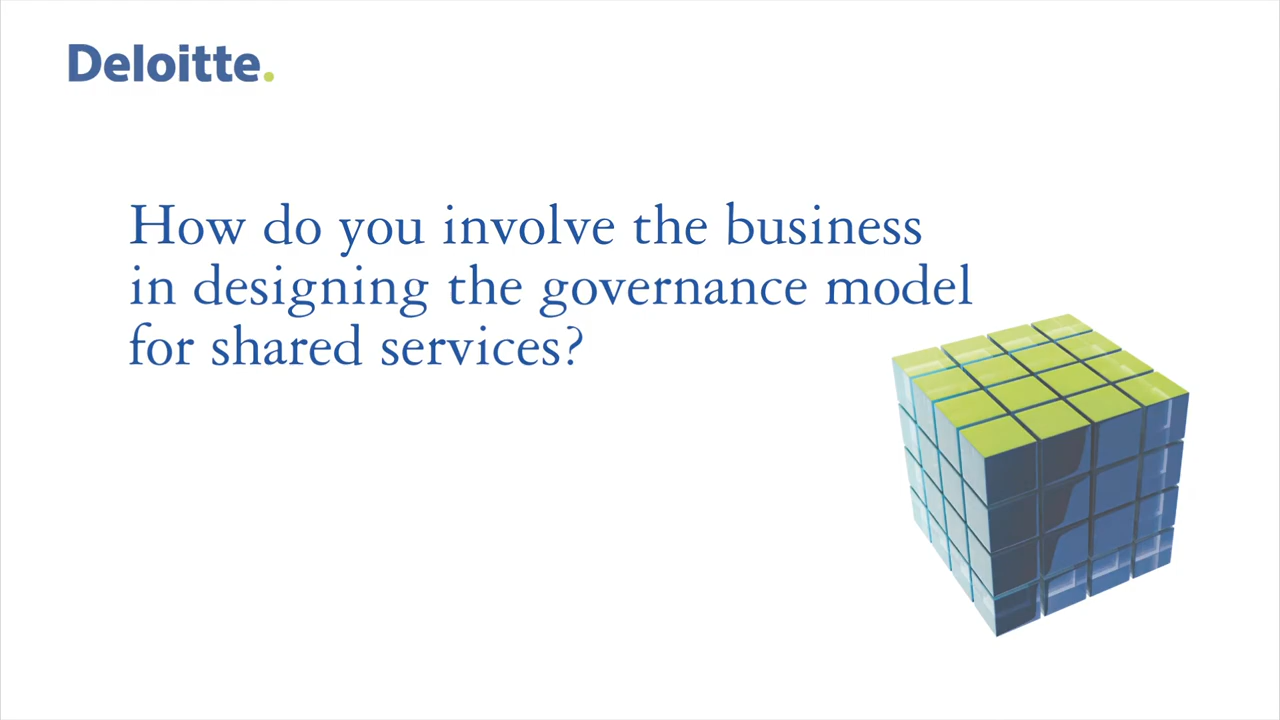 Deloitte.
How do you involve the business
in designing the governance model
for shared services?